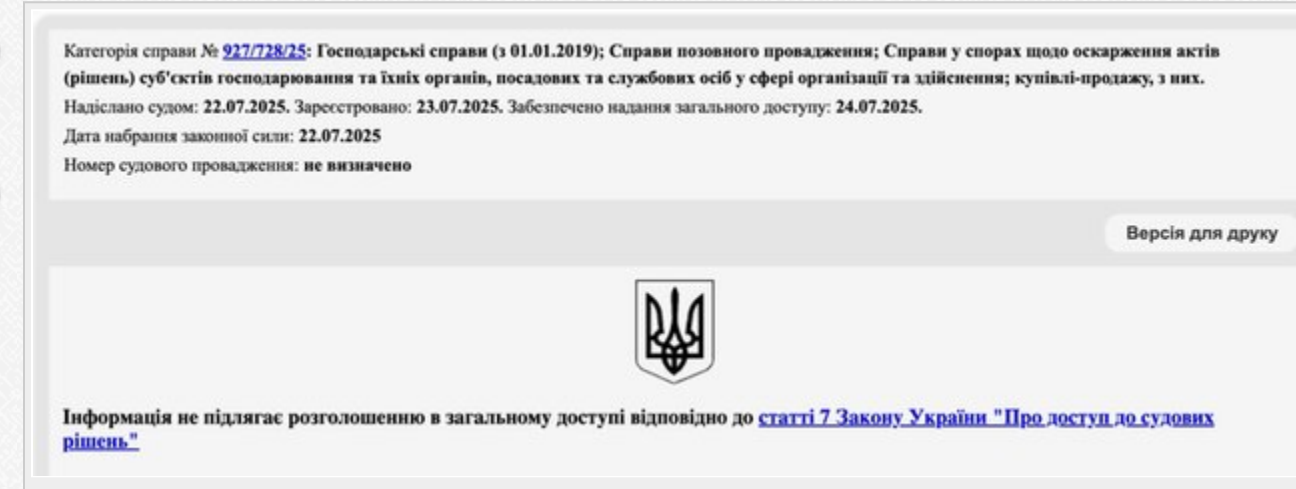 Категорія справи № 927/728/25: Господарські справи (з 01.01.2019); Справи позовного провадження; Справи у спорах щодо оскарження актів
(рішень) суб'єктів господарювання та їхніх органів, посадових та службових осіб у сфері організації та здійснення; купівлі-продажу, з них.
Надіслано судом: 22.07.2025. Зареєстровано: 23.07.2025. Забезпечено надання загального доступу: 24.07.2025.
Дата набрання законної сили: 22.07.2025
Номер судового провадження: не визначено
Версія для друку
Інформація не підлягає розголошенню в загальному доступі відповідно до статті 7 Закону України "Про доступ до судових
рішень"